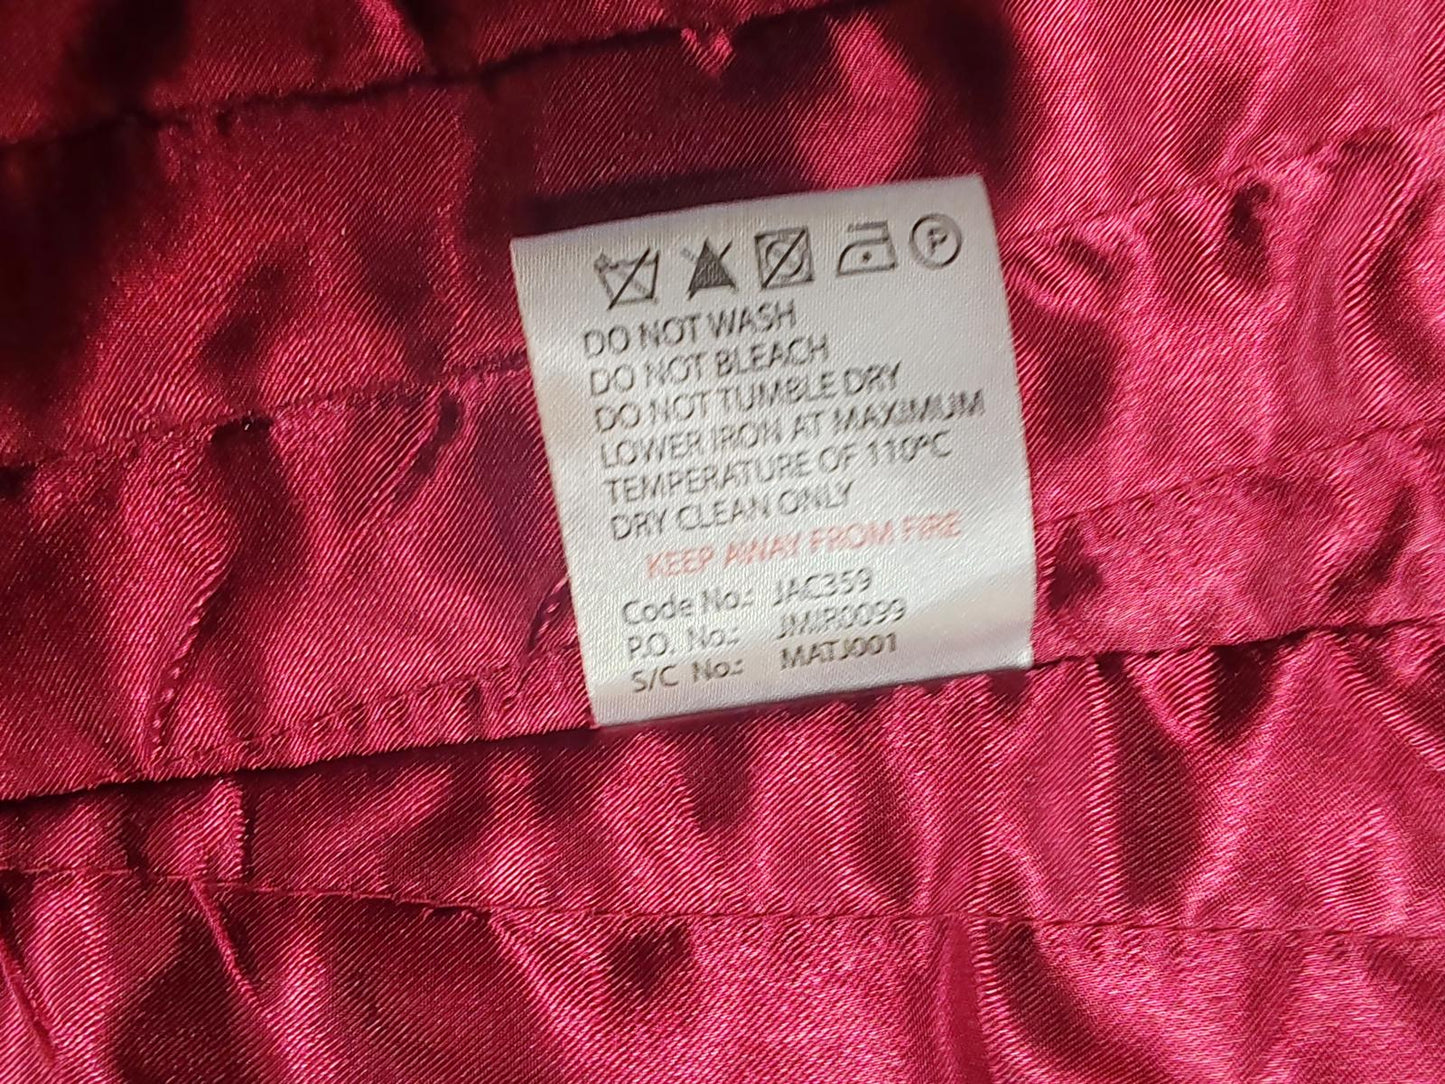 P
DO NOT WASH
DO NOT BLEACH
DO NOT TUMBLE DRY
LOWER IRON AT MAXIMUM
TEMPERATURE OF 110°C
DRY CLEAN ONLY
KEEP AWAY FROM FIRE
Code No.: JAC359
P.O. No.: JMIR0099
S/C No.: MATJ001